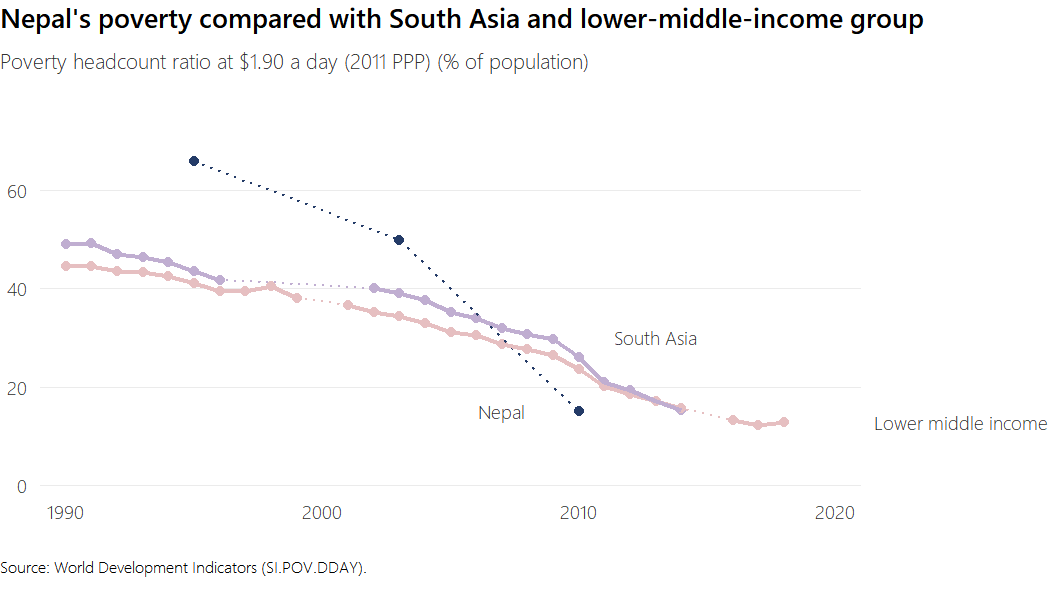 Nepal's poverty compared with South Asia and lower-middle-income group
Poverty headcount ratio at $1.90 a day (2011 PPP) (% of population)
60
40
20
0
South Asia
Nepal
Lower middle income
1990
2000
2010
2020
Source: World Development Indicators (SI.POV.DDAY).